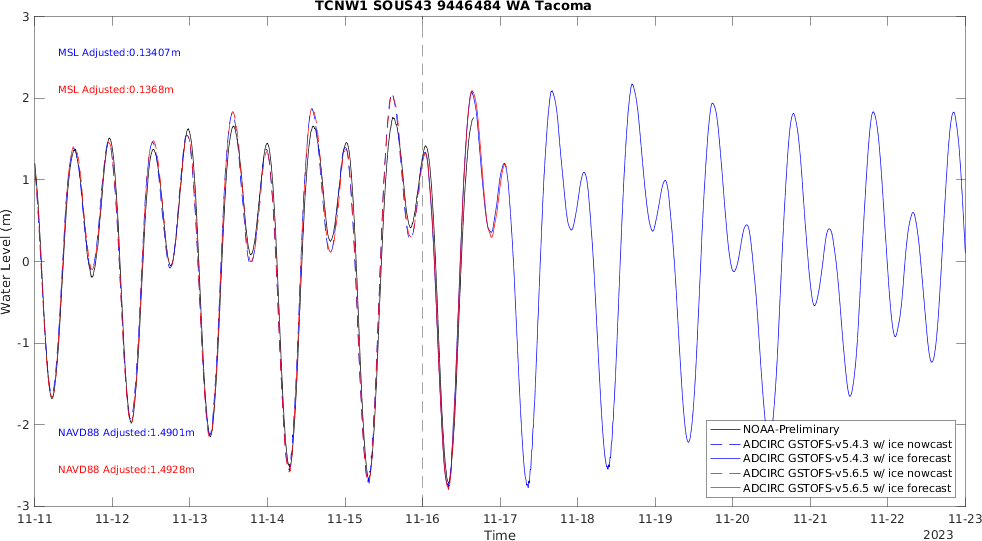 TCNW1 SOUS43 9446484 WA Tacoma
3
2
1
0
-1
-2
-3
Water Level (m)
MSL Adjusted:0.13407m
MSL Adjusted:0.1368m
NAVD88 Adjusted:1.4901m
NAVD88 Adjusted:1.4928m
NOAA-Preliminary
ADCIRC GSTOFS-v5.4.3 w/ ice nowcast
ADCIRC GSTOFS-v5.4.3 w/ ice forecast
ADCIRC GSTOFS-v5.6.5 w/ ice nowcast
ADCIRC GSTOFS-v5.6.5 w/ ice forecast
11-11 11-12 11-13 11-14 11-15 11-16 11-17 11-18 11-19 11-20 11-21 11-22 11-23
Time
2023